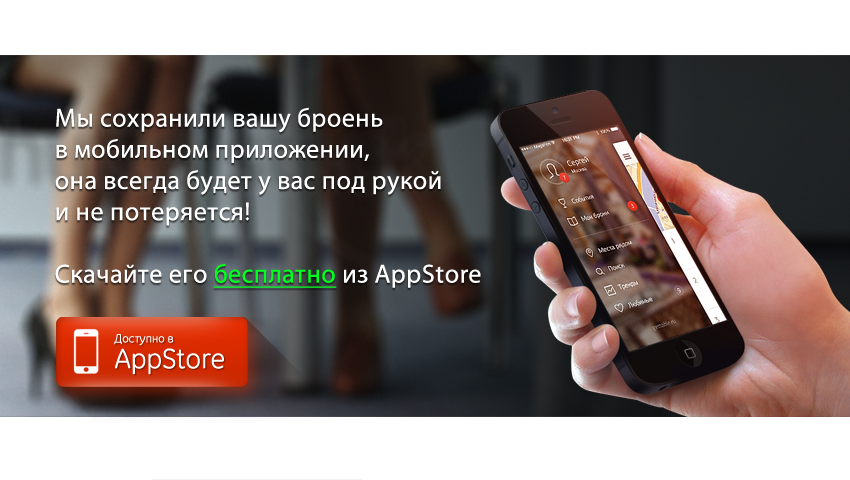 Мы сохранили вашу броень
в мобильном приложении,
она всегда будет у вас под рукой
и не потеряется!
Скачайте его бесплатно из AppStore
Доступно в
AppStore
Сергей
Москва
События
Мои брони
Места рядом
Поиск
Тренды
Любимые